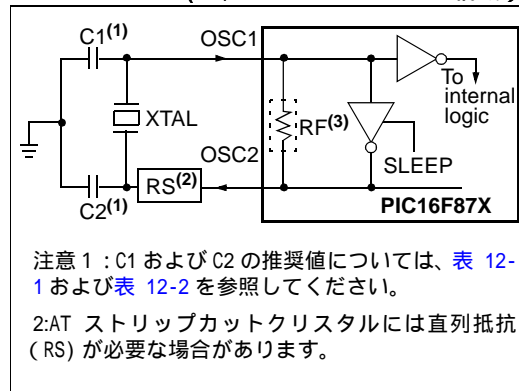 C1(1)
OSC1
To
internal
logic
XTAL
RF(3)
OSC2
SLEEP
RS(2)
C2(1)
PIC16F87X
注意 1 :C1 および C2 の推奨値については、表 12-
1 および表 12-2 を参照してください。
2:AT ストリップカットクリスタルには直列抵抗
(RS) が必要な場合があります。